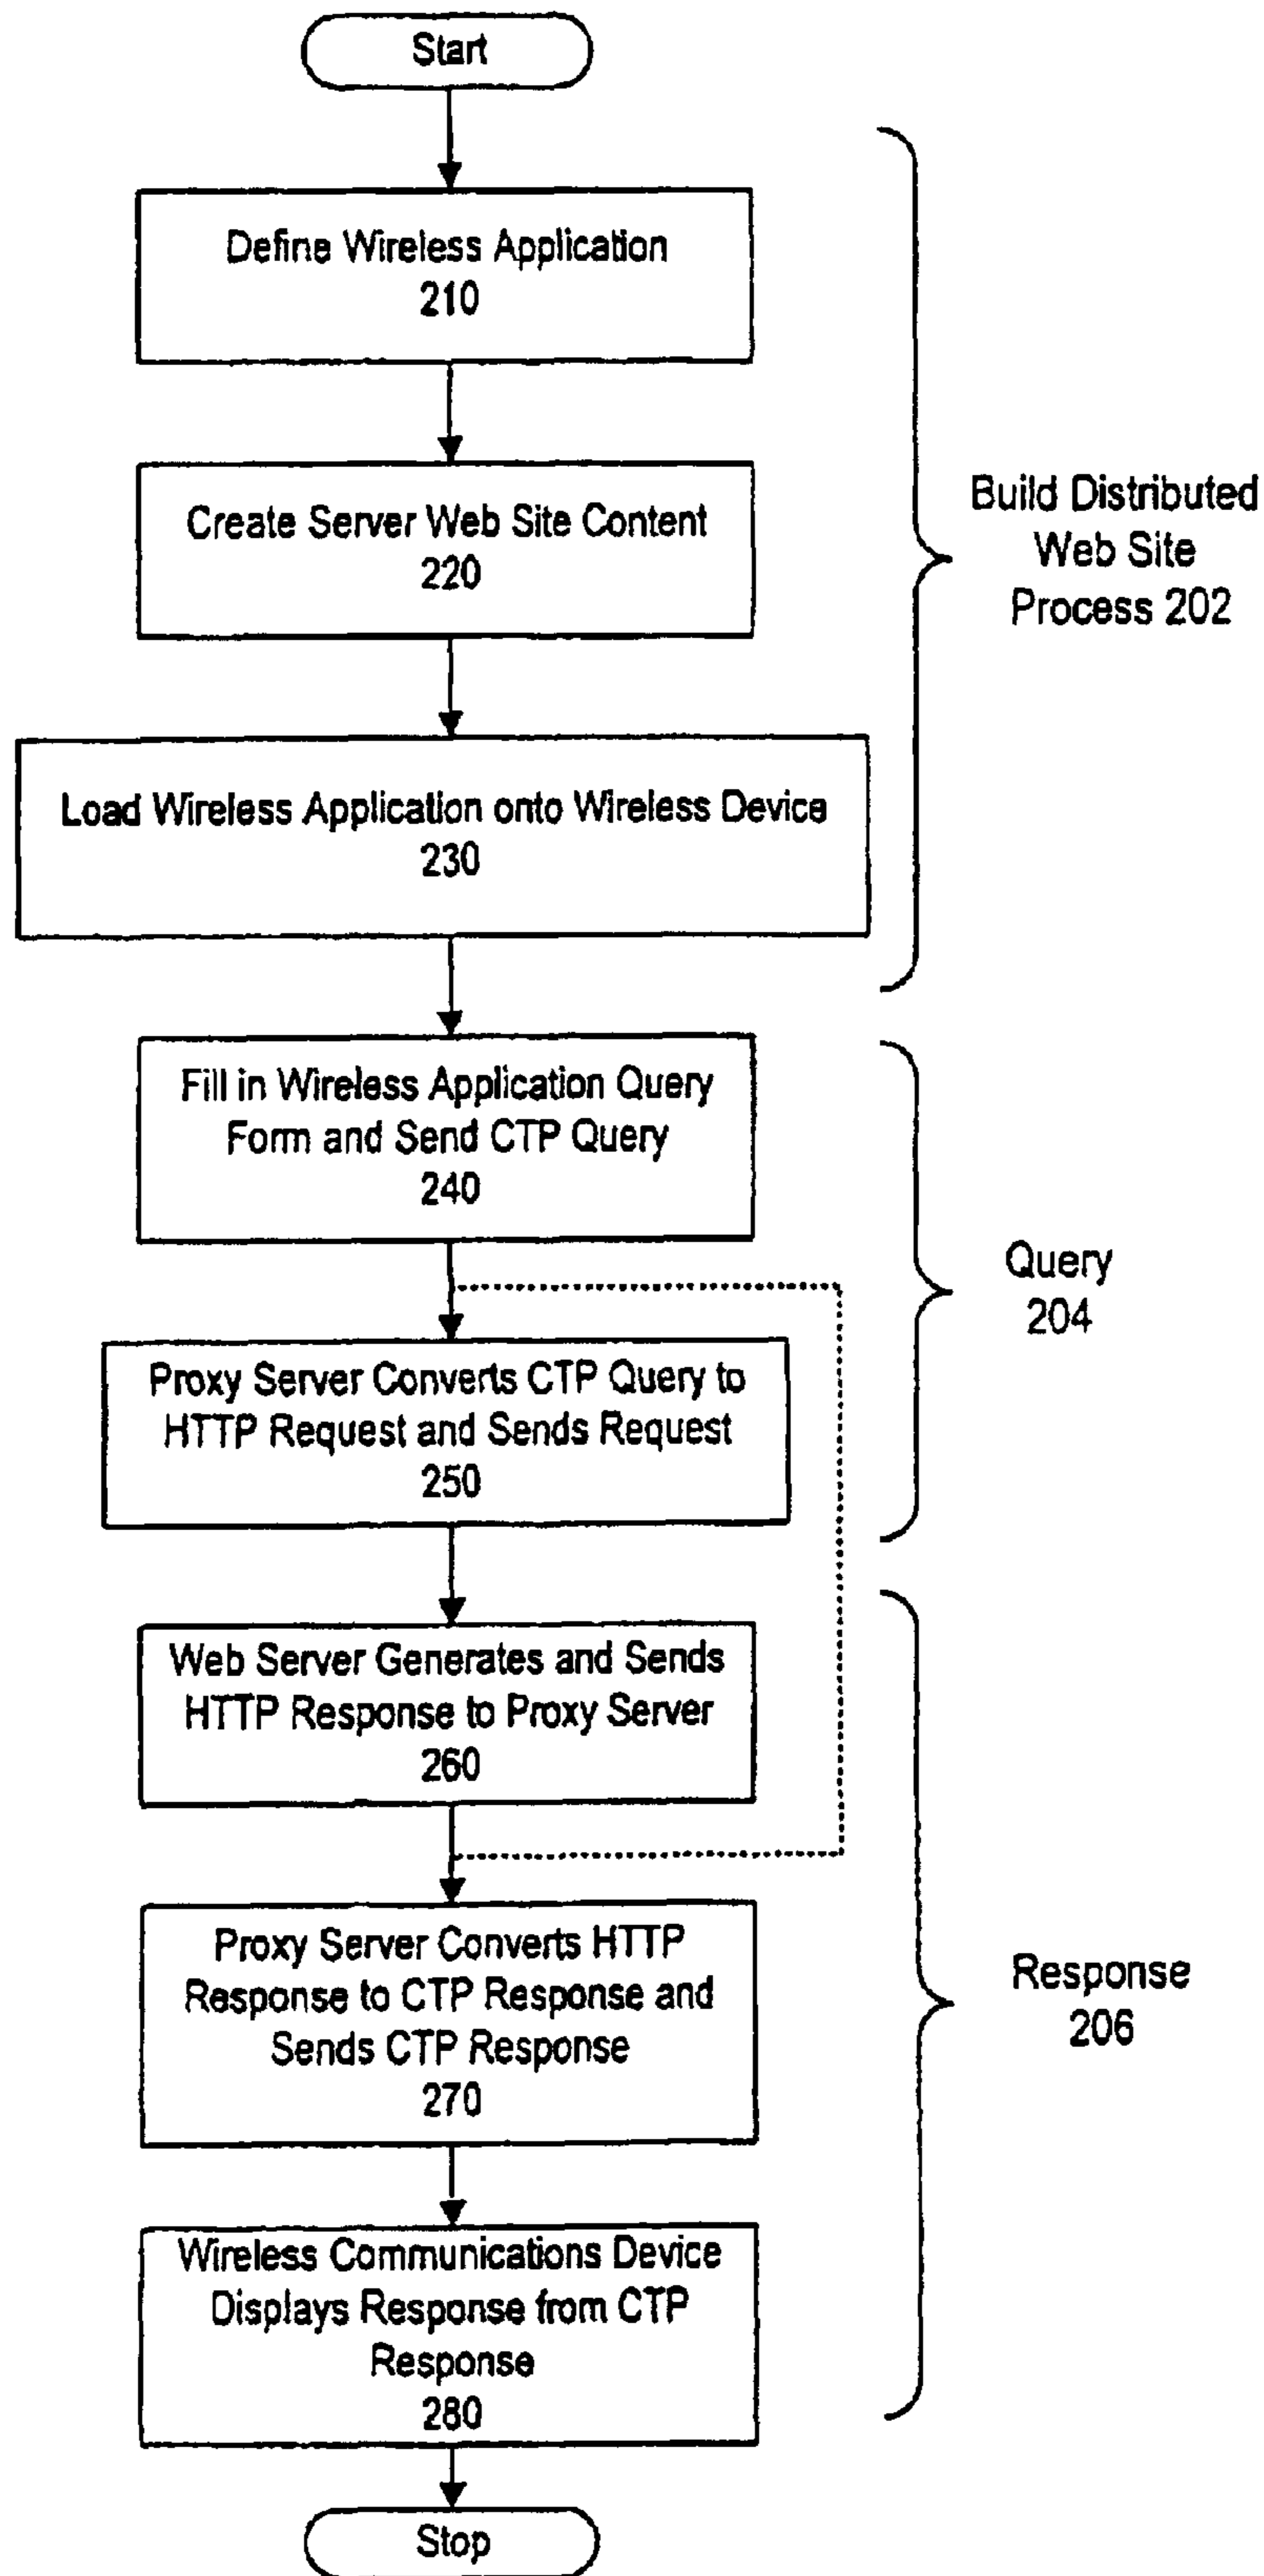 Start
Define Wireless Application
210
Create Server Web Site Content
220
Build Distributed
Web Site
Process 202
Load Wireless Application onto Wireless Device
230
Fill in Wireless Application Query
Form and Send CTP Query
240
Query
204
Proxy Server Converts CTP Query to
HTTP Request and Sends Request
250
Web Server Generates and Sends
HTTP Response to Proxy Server
260
Proxy Server Converts HTTP
Response to CTP Response and
Sends CTP Response
270
Response
206
Wireless Communications Device
Displays Response from CTP
Response
280
Stop